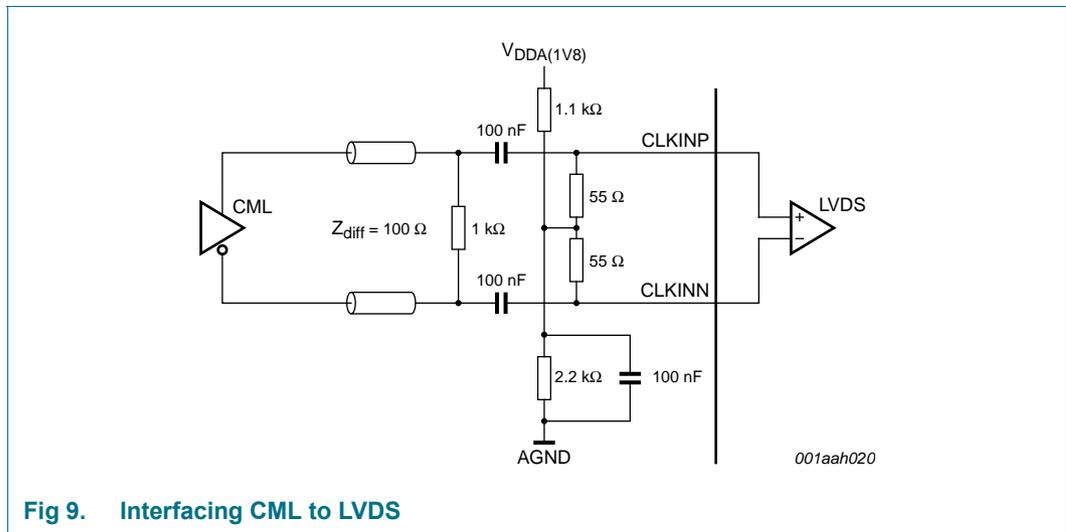 V_DDA(1V8)
1.1 kΩ
100 nF
CLKINP
55 Ω
CML
LVDS
Z_diff = 100 Ω
1 kΩ
+
−
55 Ω
100 nF
CLKINN
2.2 kΩ
100 nF
AGND
001aah020
Fig 9. Interfacing CML to LVDS